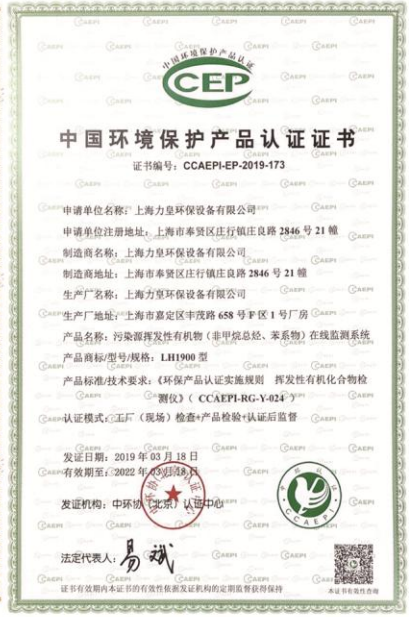 中国环境保护产品认证
CEP
中国环境保护产品认证证书
证书编号：CCAEPI-EP-2019-173
申请单位名称：上海力皇环保设备有限公司
申请单位注册地址：上海市奉贤区庄行镇庄良路 2846 号 21 幢
制造商名称：上海力皇环保设备有限公司
制造商地址：上海市奉贤区庄行镇庄良路 2846 号 21 幢
生产厂名称：上海力皇环保设备有限公司
生产厂地址：上海市嘉定区丰茂路 658 号 F 区 1 号厂房
产品名称：污染源挥发性有机物（非甲烷总烃、苯系物）在线监测系统
产品商标/型号/规格：LH1900 型
产品标准/技术要求：《环保产品认证实施规则 挥发性有机化合物检
测仪》（ CCAEPI-RG-Y-024 ）
认证模式：工厂（现场）检查+产品检验+认证后监督
发证日期：2019 年 03 月 18 日
有效期至：2022 年 03 月 18 日
发证机构：中环协（北京）认证中心
CCAEPI
法定代表人：易斌
证书有效期内本证书的有效性依据发证机构的定期监督获得保持
本证书有效性查询